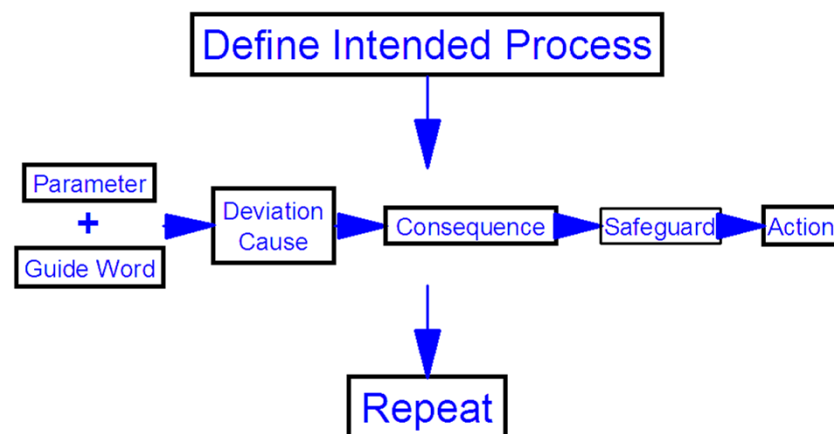 Define Intended Process
Parameter
+
Guide Word
Deviation
Cause
Consequence
Safeguard
Action
Repeat